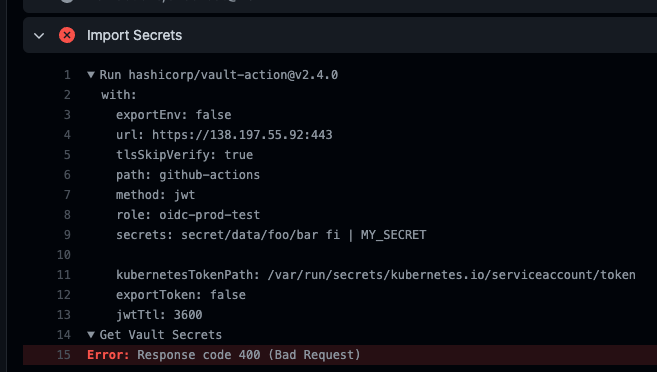 Import Secrets
1 ▼ Run hashicorp/vault-action@v2.4.0
2 with:
3 exportEnv: false
4 url: https://138.197.55.92:443
5 tlsSkipVerify: true
6 path: github-actions
7 method: jwt
8 role: oidc-prod-test
9 secrets: secret/data/foo/bar fi | MY_SECRET
10
11 kubernetesTokenPath: /var/run/secrets/kubernetes.io/serviceaccount/token
12 exportToken: false
13 jwtTtl: 3600
14 ▼ Get Vault Secrets
15 Error: Response code 400 (Bad Request)